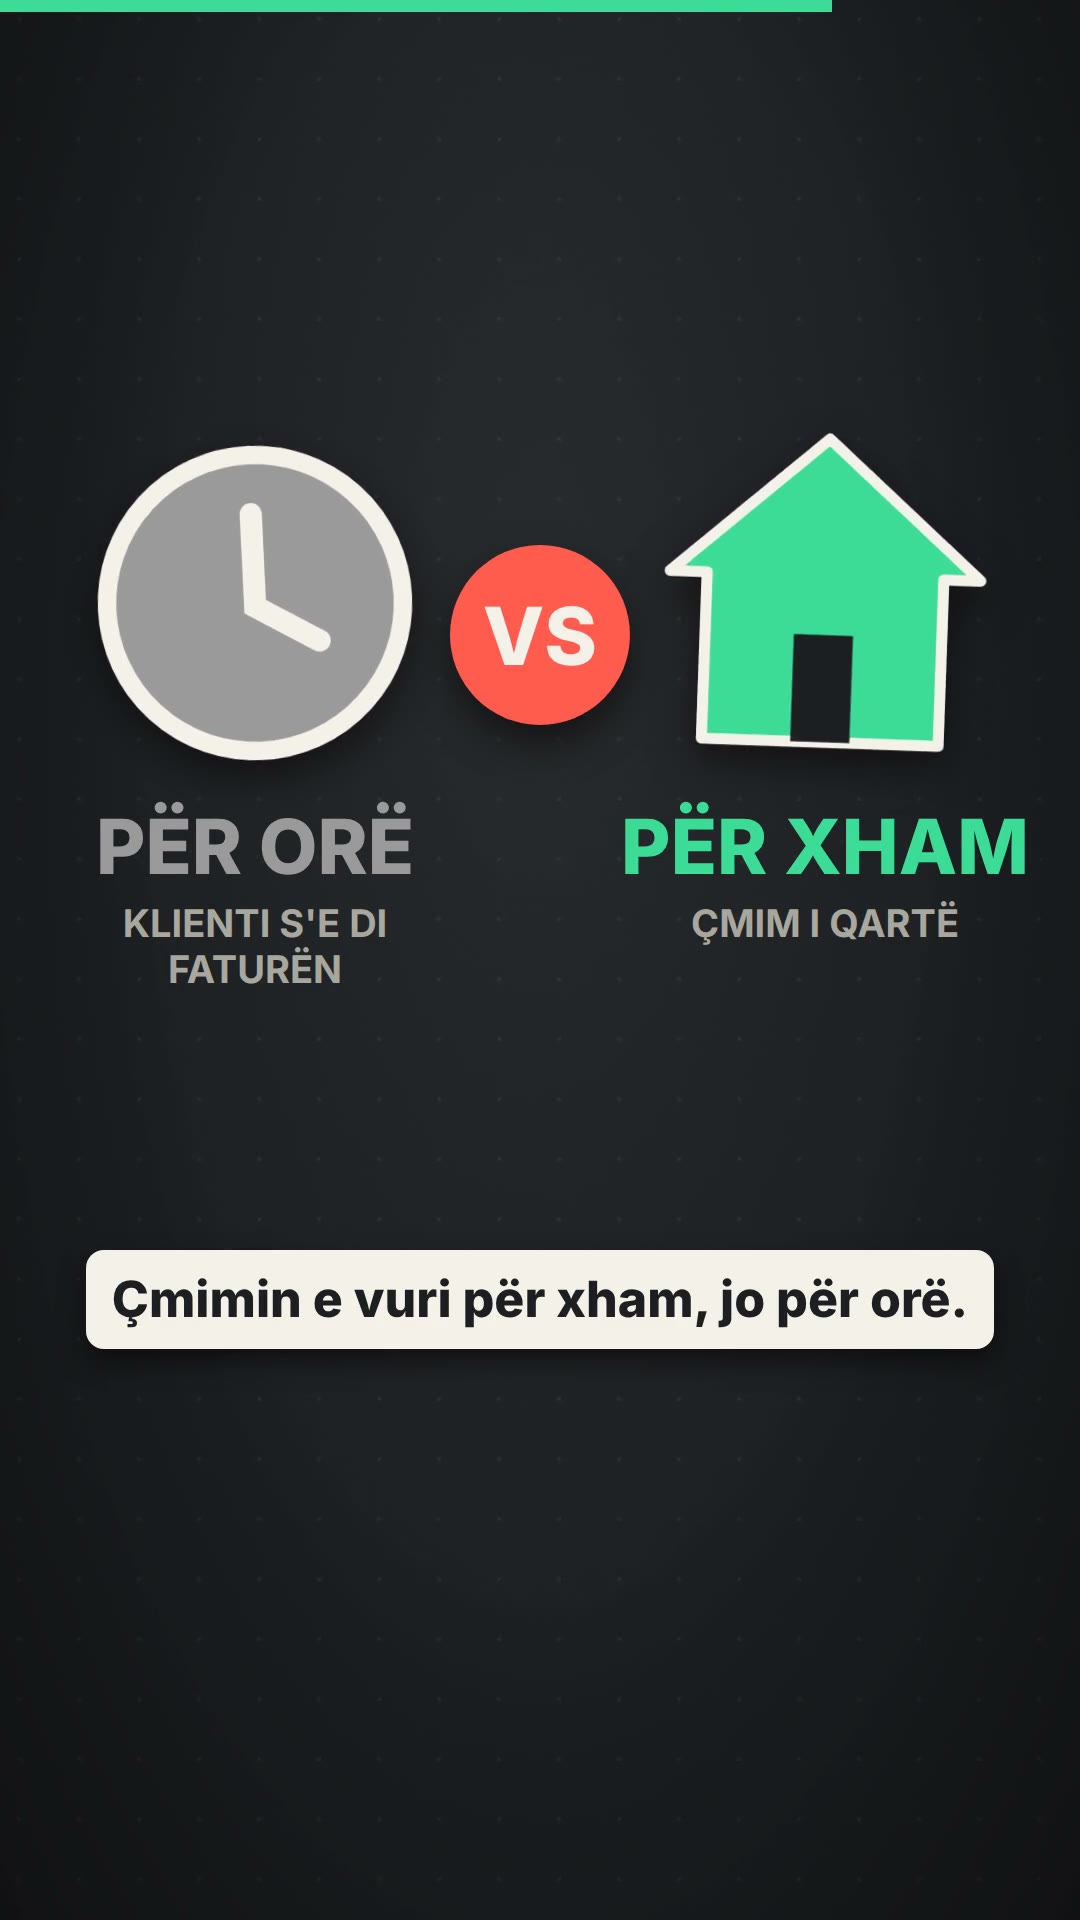 VS
PËR ORË
KLIENTI S'E DI
FATURËN
PËR XHAM
ÇMIM I QARTË
Çmimin e vuri për xham, jo për orë.